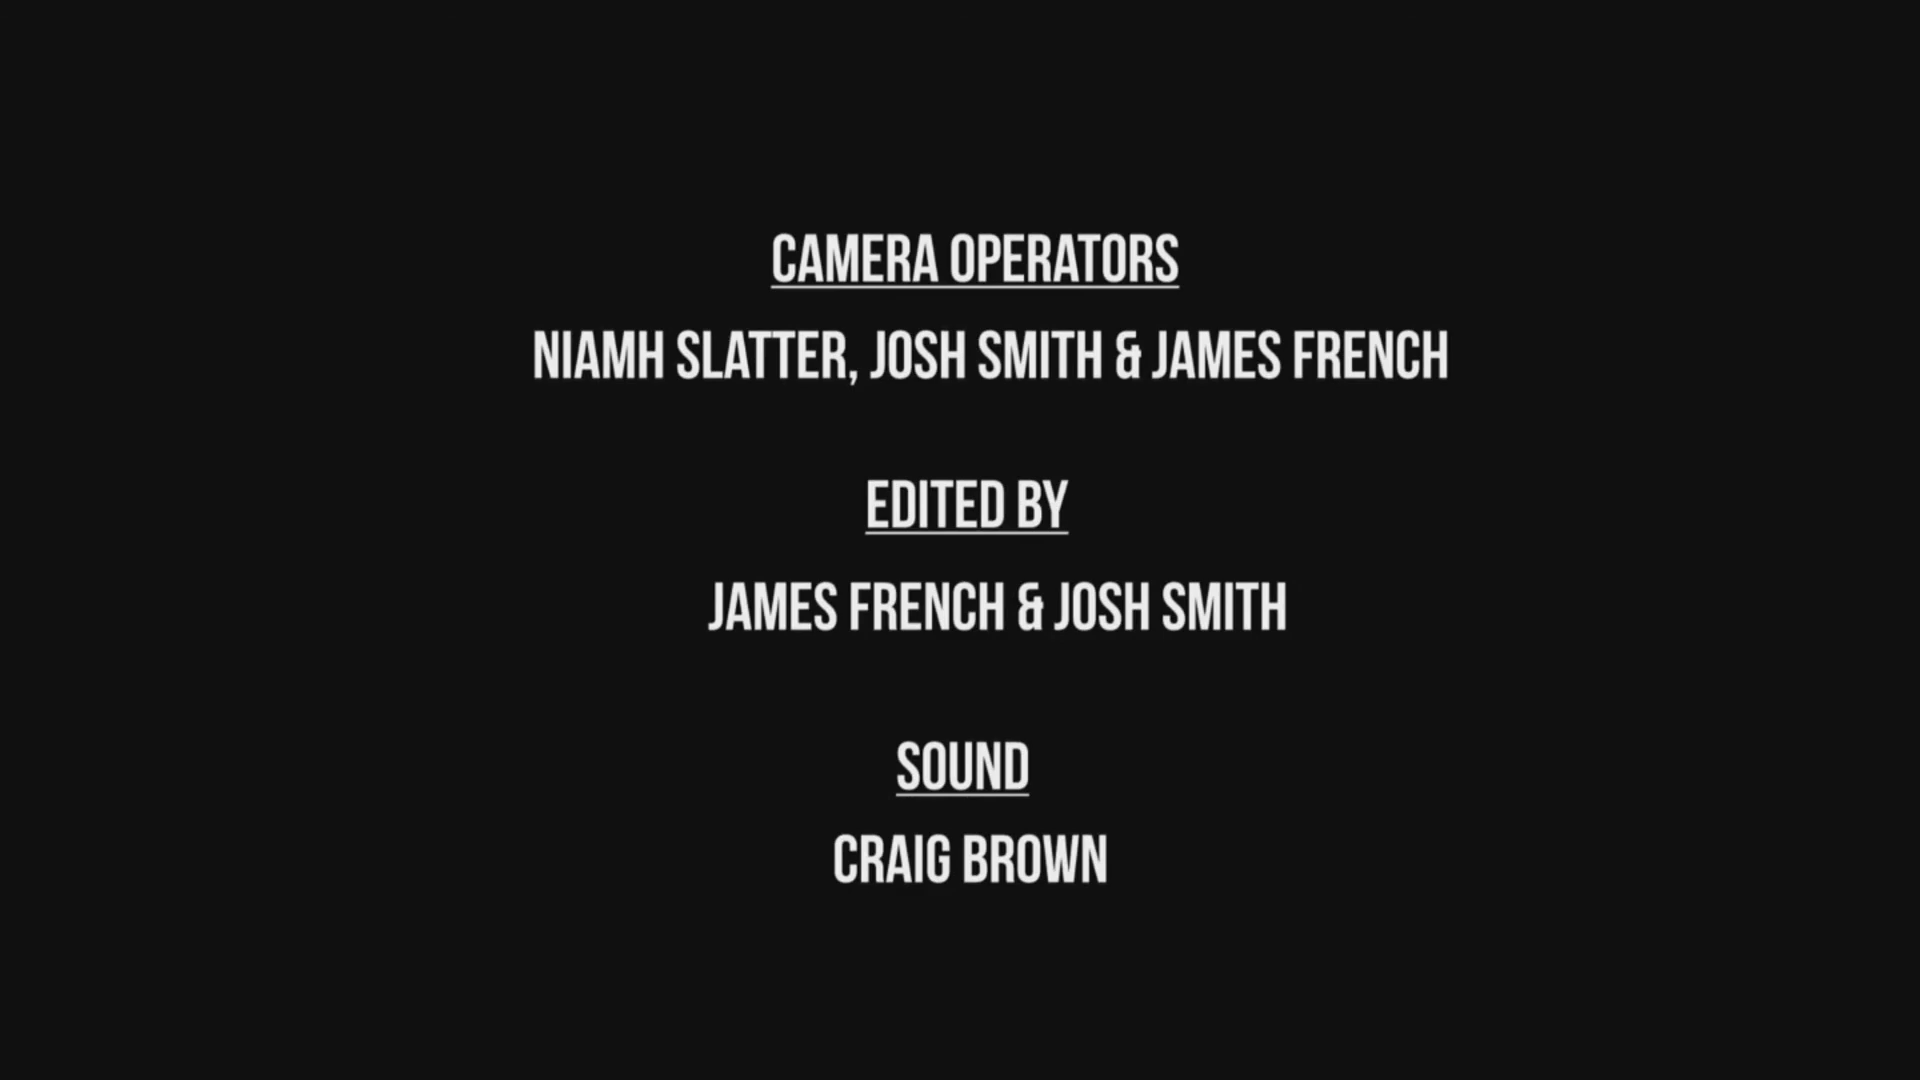 CAMERA OPERATORS
NIAMH SLATTER, JOSH SMITH & JAMES FRENCH
EDITED BY
JAMES FRENCH & JOSH SMITH
SOUND
CRAIG BROWN